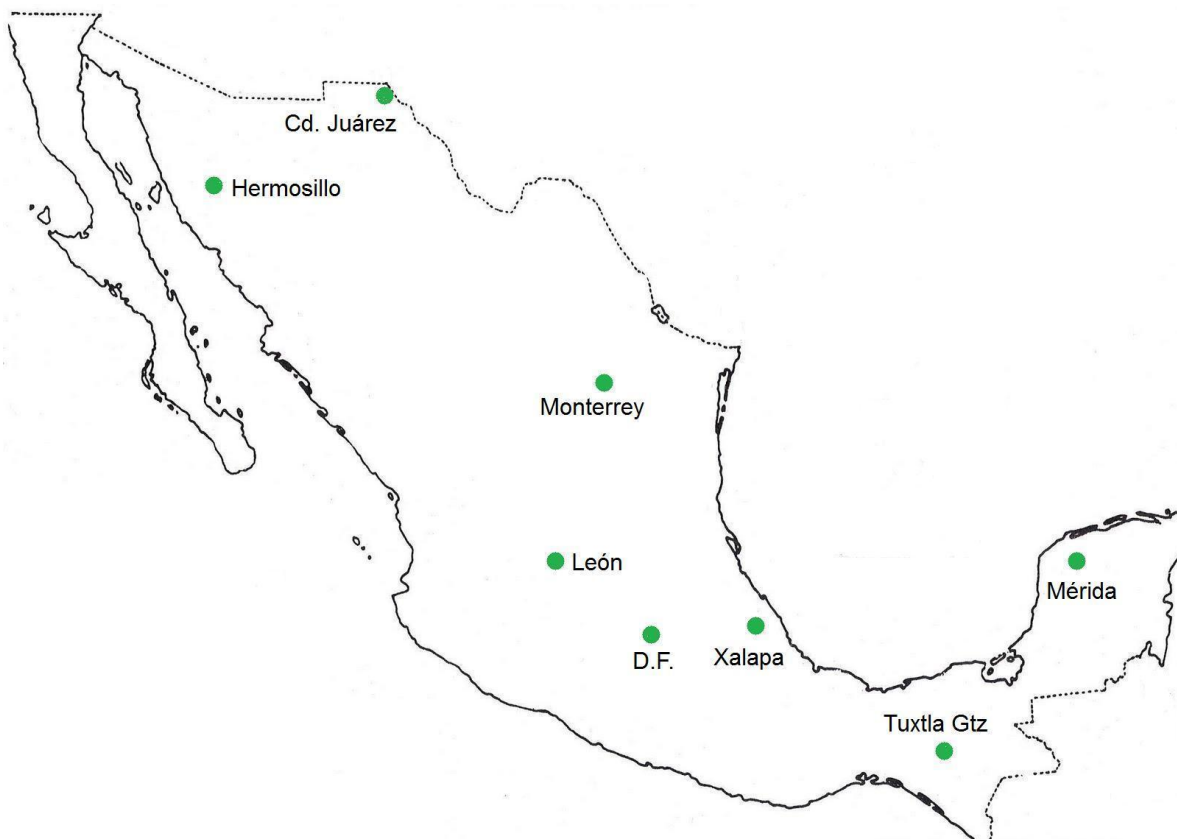 Cd. Juárez
Hermosillo
Monterrey
León
Mérida
D.F.
Xalapa
Tuxtla Gtz